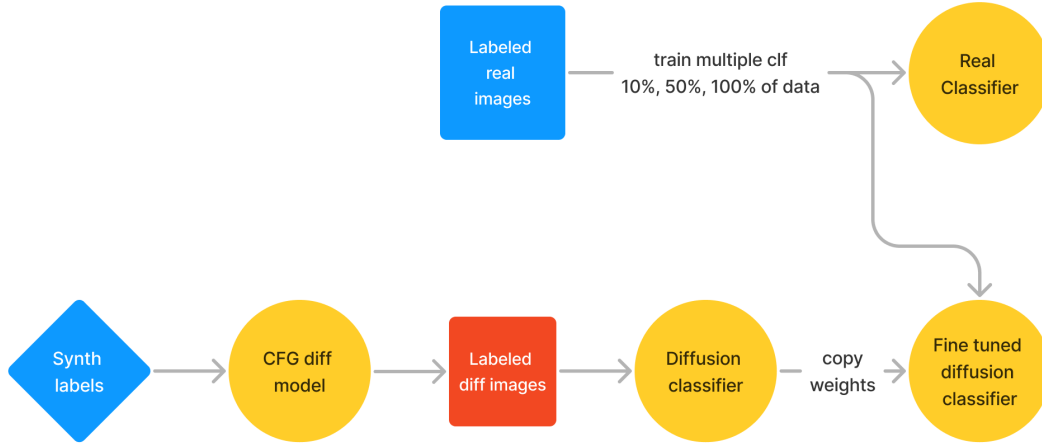 Labeled
real
images
train multiple clf
10%, 50%, 100% of data
Real
Classifier
Synth
labels
CFG diff
model
Labeled
diff images
Diffusion
classifier
copy
weights
Fine tuned
diffusion
classifier